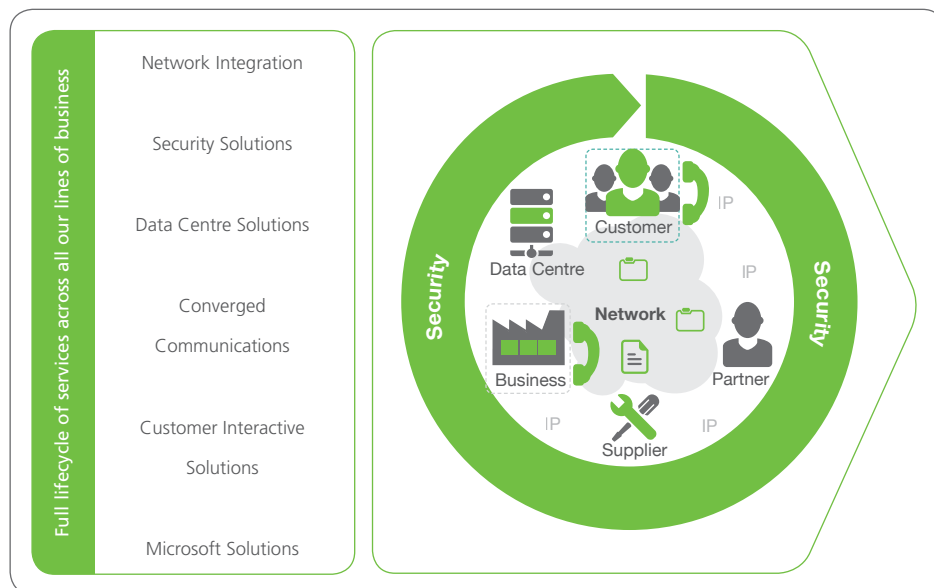 Full lifecycle of services across all our lines of business
Network Integration
Security Solutions
Data Centre Solutions
Converged
Communications
Customer Interactive
Solutions
Microsoft Solutions
Security
Security
Customer
IP
Data Centre
IP
Network
Business
Partner
IP
IP
Supplier